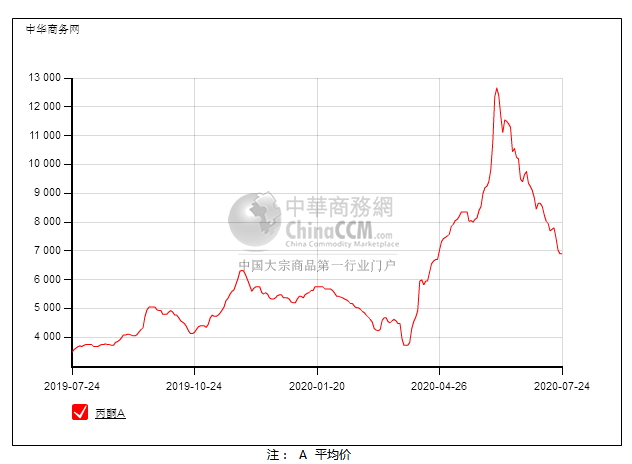 中华商务网
13 000
12 000
11 000
10 000
9 000
8 000
7 000
6 000
5 000
4 000
中華商務網
ChinaCCM.com
China Commodity Marketplace
中国大宗商品第一行业门户
2019-07-24 2019-10-24 2020-01-20 2020-04-26 2020-07-24
丙酮A
注： A 平均价